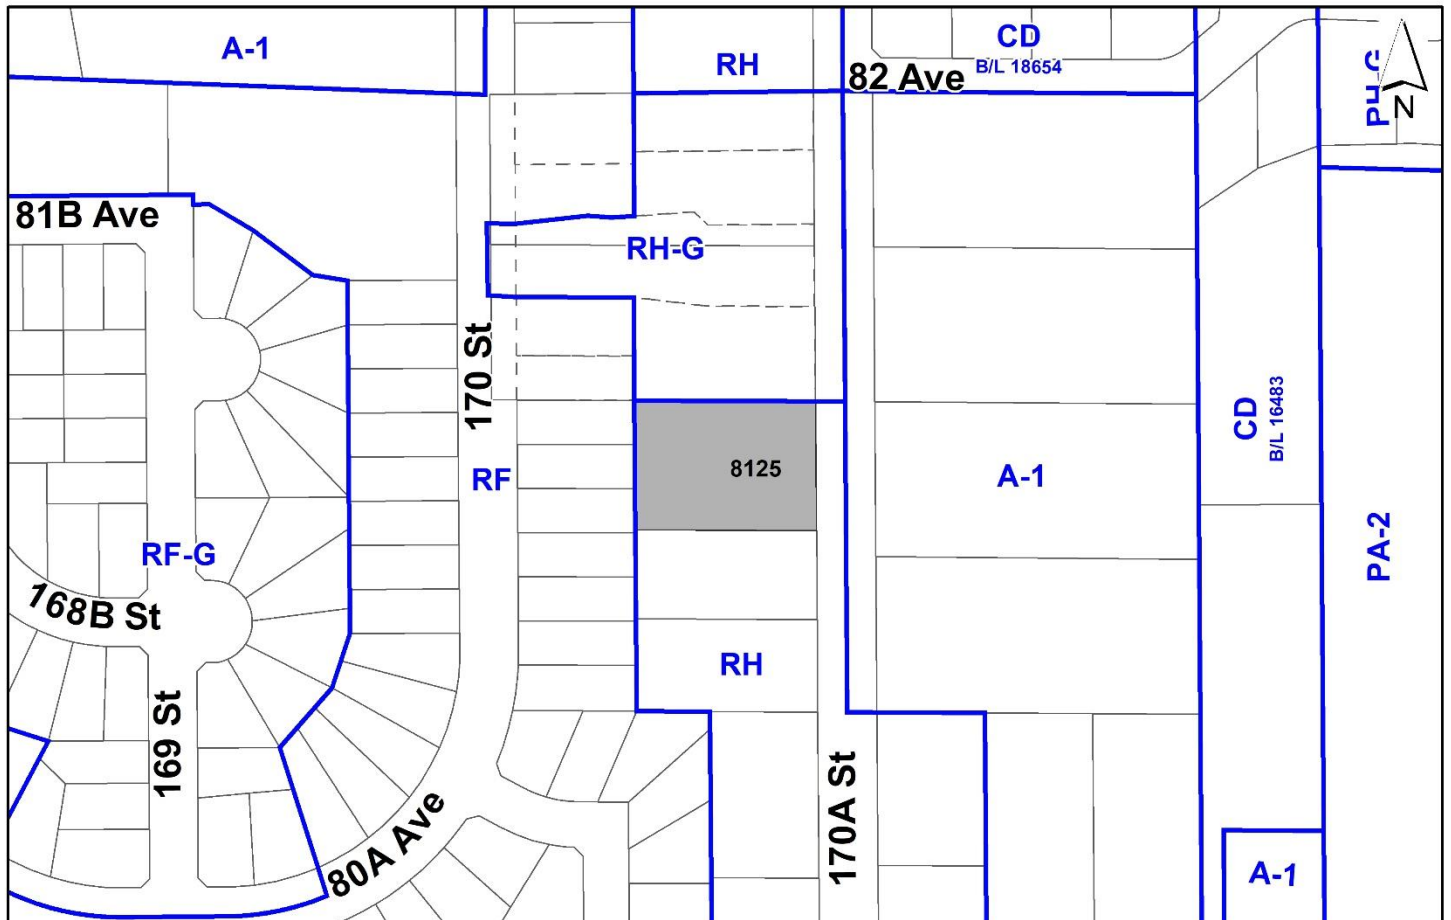 A-1
RH
CD
B/L 18654
82 Ave
PH-G
N
81B Ave
RH-G
170 St
RF
8125
A-1
CD
B/L 16483
PA-2
RF-G
168B St
RH
169 St
170A St
80A Ave
A-1